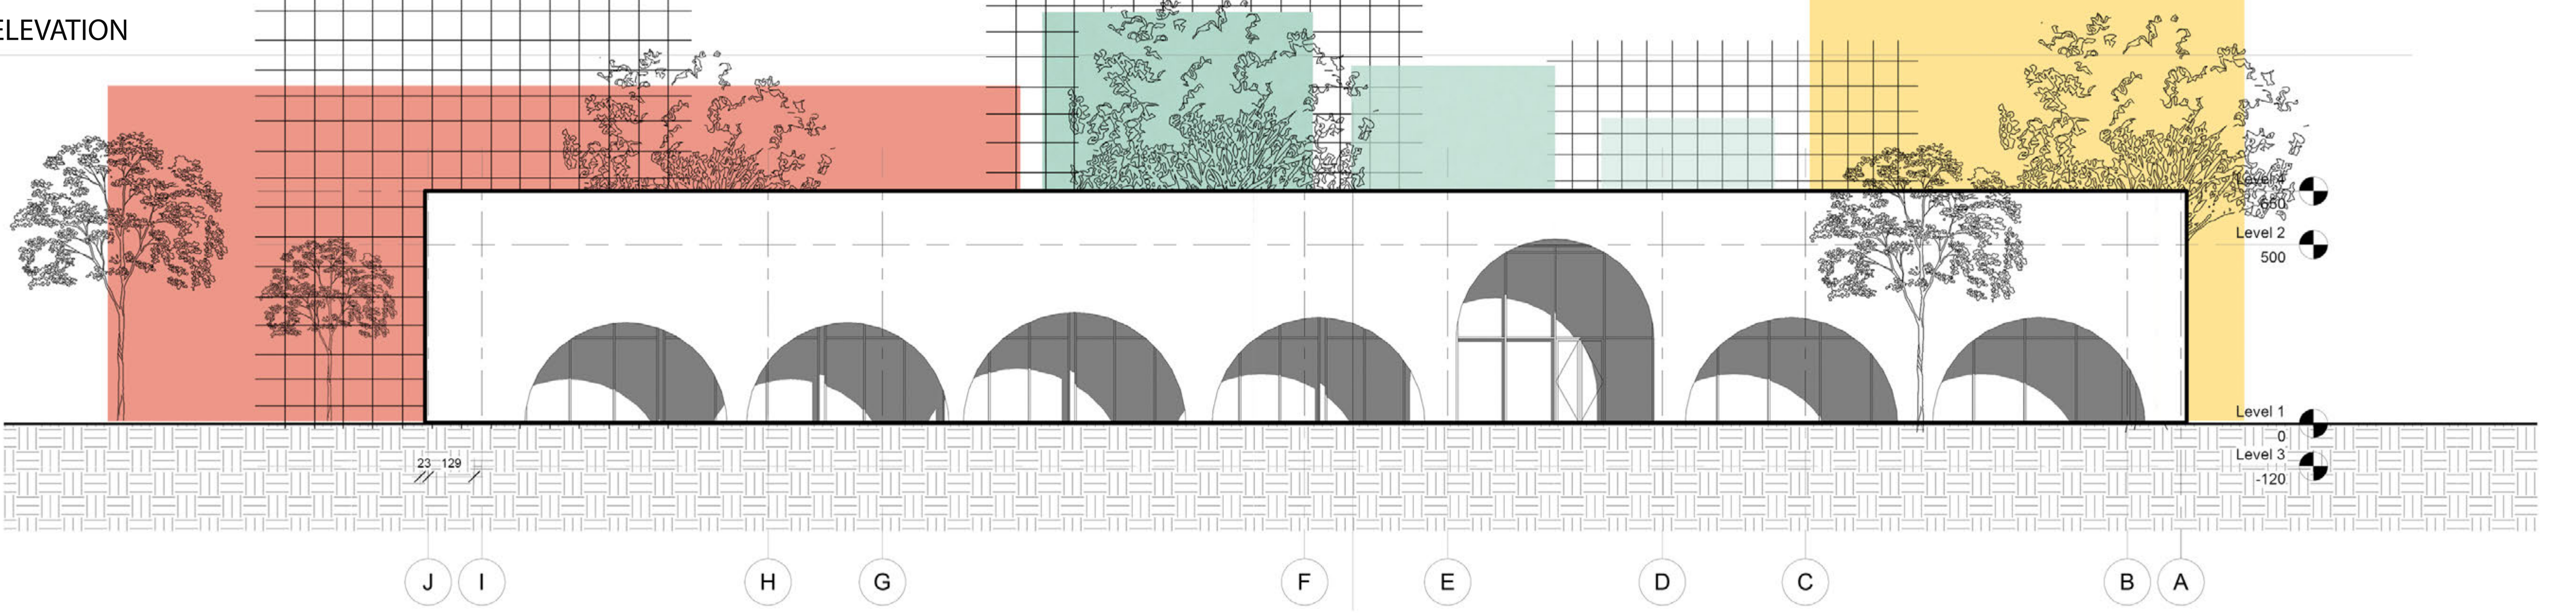 ELEVATION
Level 4
650
Level 2
500
Level 1
0
Level 3
-120
23 129
J I H G F E D C B A